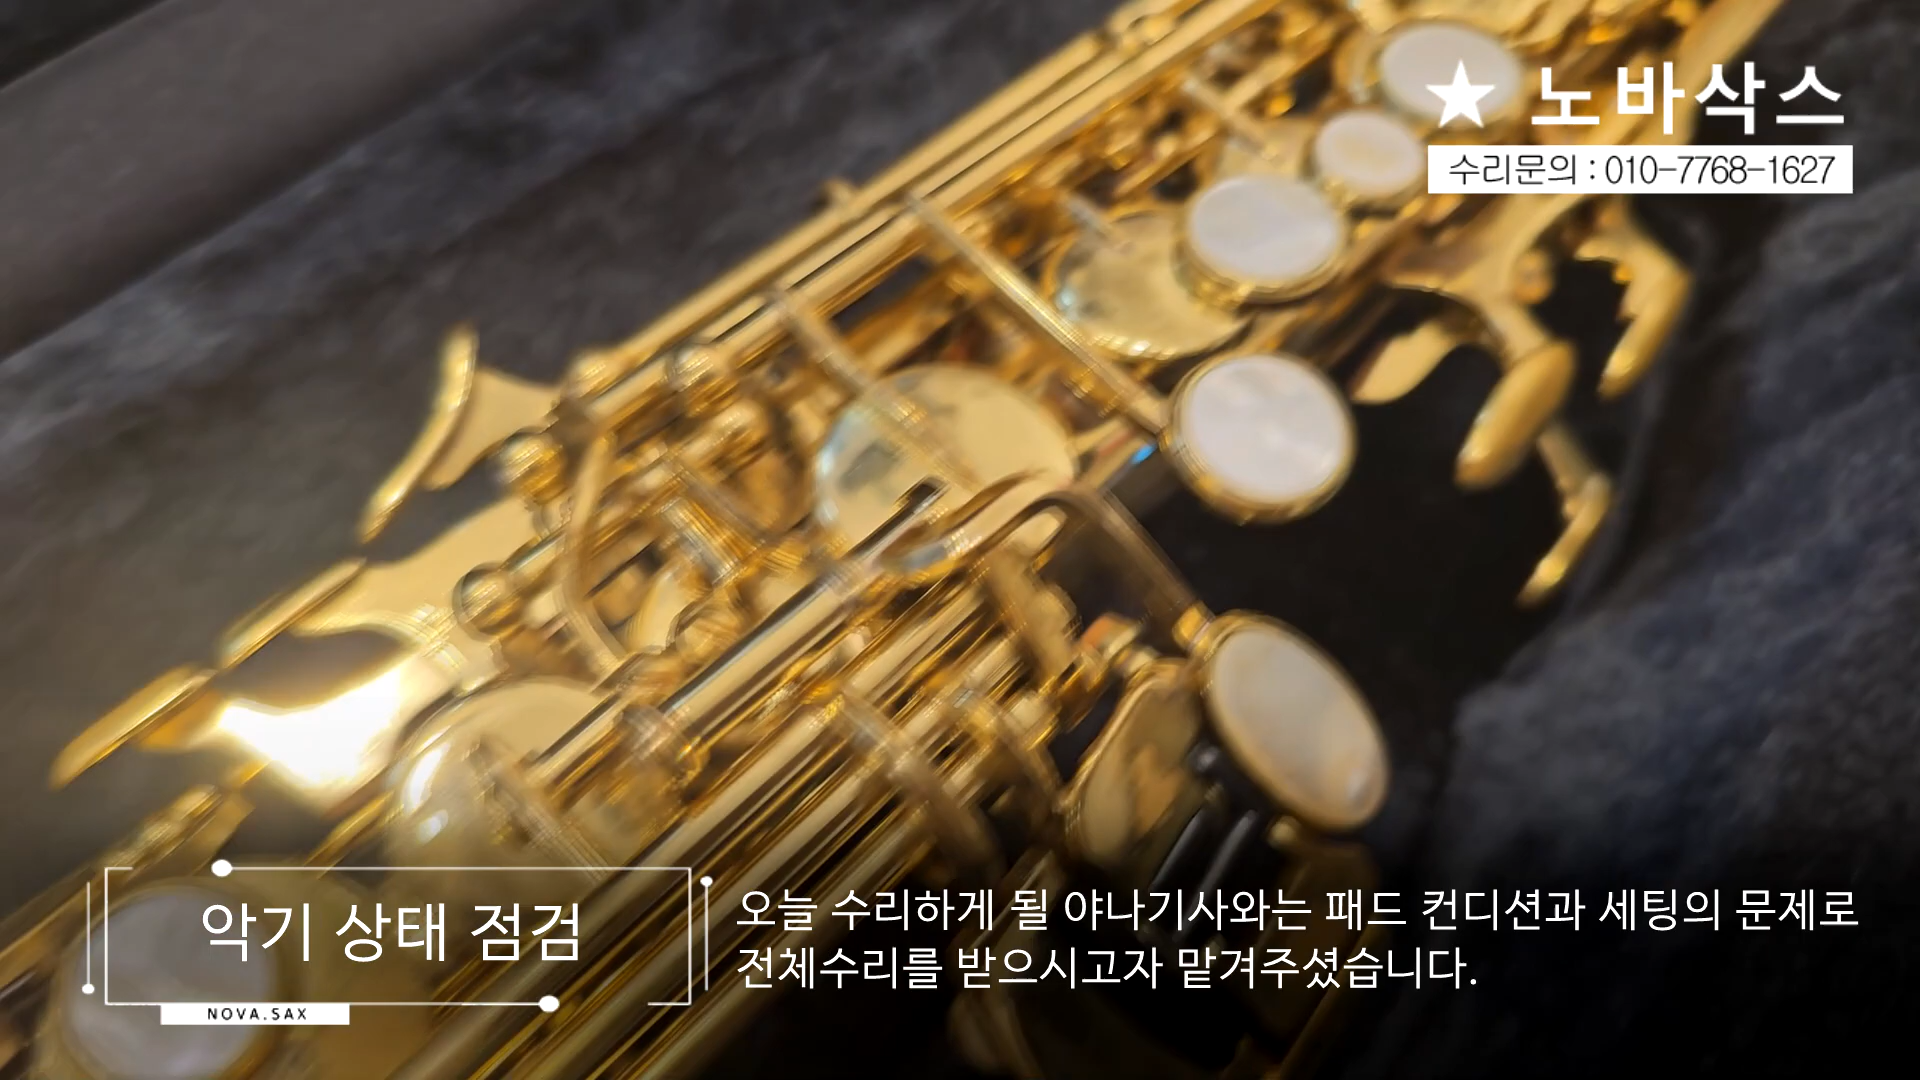 ★ 노바삭스
수리문의 : 010-7768-1627
악기 상태 점검
NOVA.SAX
오늘 수리하게 될 야나기사와는 패드 컨디션과 세팅의 문제로
전체수리를 받으시고자 맡겨주셨습니다.